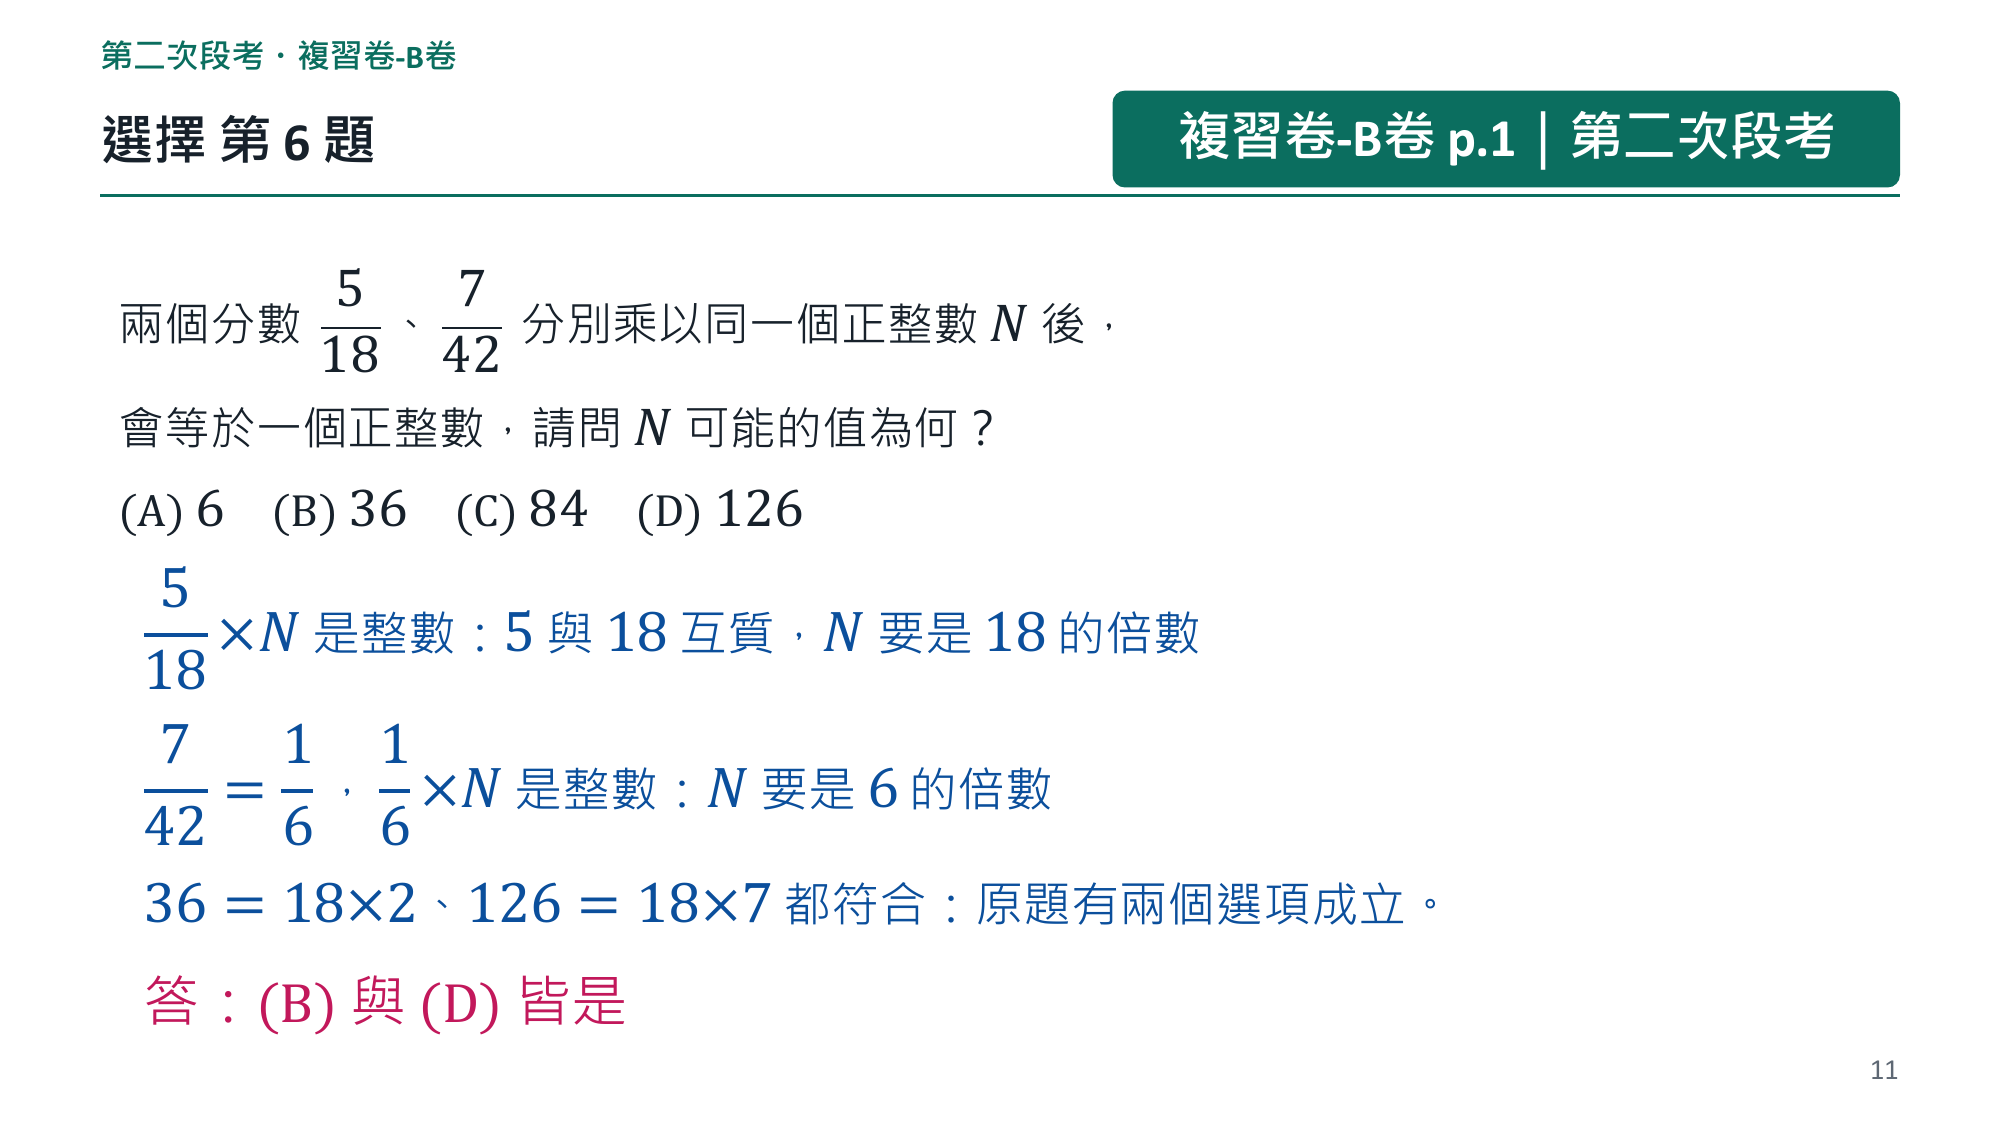 第二次段考・複習卷-B卷
選擇 第 6 題
複習卷-B卷 p.1｜第二次段考
兩個分數 5/18、7/42 分別乘以同一個正整數 N 後，
會等於一個正整數，請問 N 可能的值為何？
(A) 6 (B) 36 (C) 84 (D) 126
5/18×N 是整數：5 與 18 互質，N 要是 18 的倍數
7/42 = 1/6，1/6×N 是整數：N 要是 6 的倍數
36 = 18×2、126 = 18×7 都符合：原題有兩個選項成立。
答：(B) 與 (D) 皆是
11